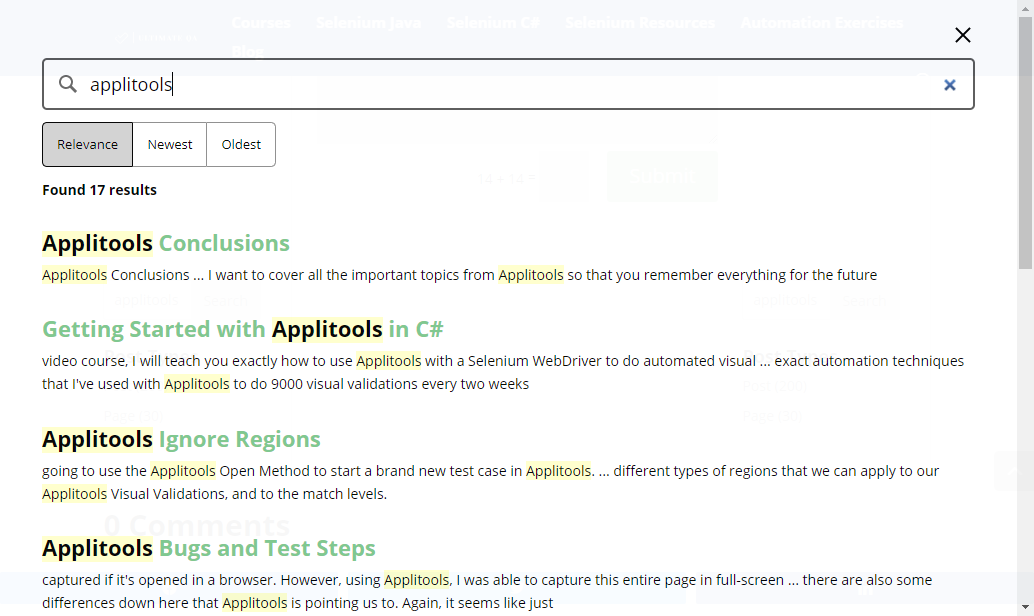 Courses Selenium Java Selenium C# Selenium Resources Automation Exercises
Blog
applitools
Relevance Newest Oldest
Submit
Found 17 results
Applitools Conclusions
Applitools Conclusions ... I want to cover all the important topics from Applitools so that you remember everything for the future
Getting Started with Applitools in C#
video course, I will teach you exactly how to use Applitools with a Selenium WebDriver to do automated visual ... exact automation techniques
that I've used with Applitools to do 9000 visual validations every two weeks
Applitools Ignore Regions
going to use the Applitools Open Method to start a brand new test case in Applitools. ... different types of regions that we can apply to our
Applitools Visual Validations, and to the match levels.
0 Comments
Applitools Bugs and Test Steps
captured if it's opened in a browser. However, using Applitools, I was able to capture this entire page in full-screen ... there are also some
differences down here that Applitools is pointing us to. Again, it seems like just